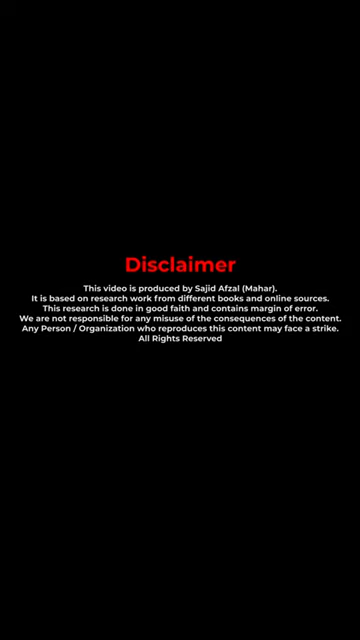 Disclaimer
This video is produced by Sajid Afzal (Mahar).
It is based on research work from different books and online sources.
This research is done in good faith and contains margin of error.
We are not responsible for any misuse of the consequences of the content.
Any Person / Organization who reproduces this content may face a strike.
All Rights Reserved